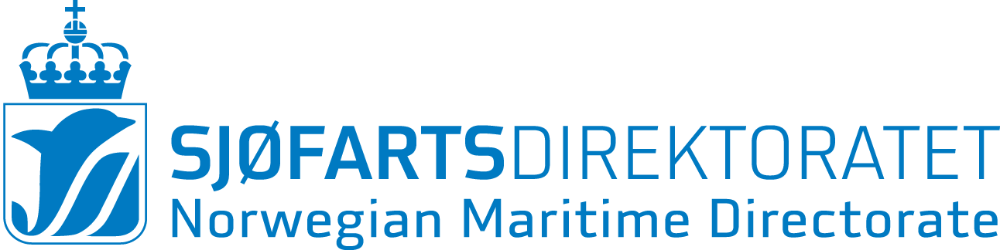 SJØFARTSDIREKTORATET
Norwegian Maritime Directorate